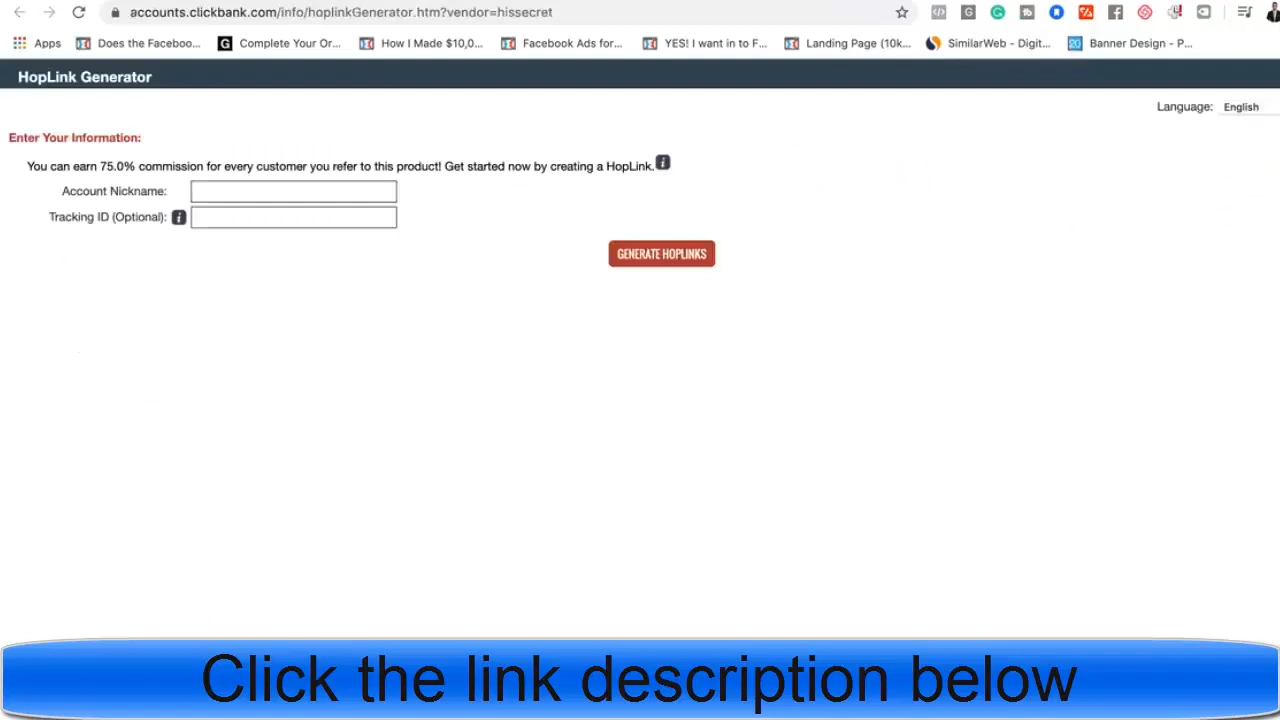 accounts.clickbank.com/info/hoplinkGenerator.htm?vendor=hissecret
Apps Does the Faceboo... G Complete Your Or... How I Made $10,0... Facebook Ads for... YES! I want in to F... Landing Page (10k... SimilarWeb - Digit... 20 Banner Design - P...
HopLink Generator
Language: English
Enter Your Information:
You can earn 75.0% commission for every customer you refer to this product! Get started now by creating a HopLink. i
Account Nickname:
Tracking ID (Optional): i
GENERATE HOPLINKS
Click the link description below